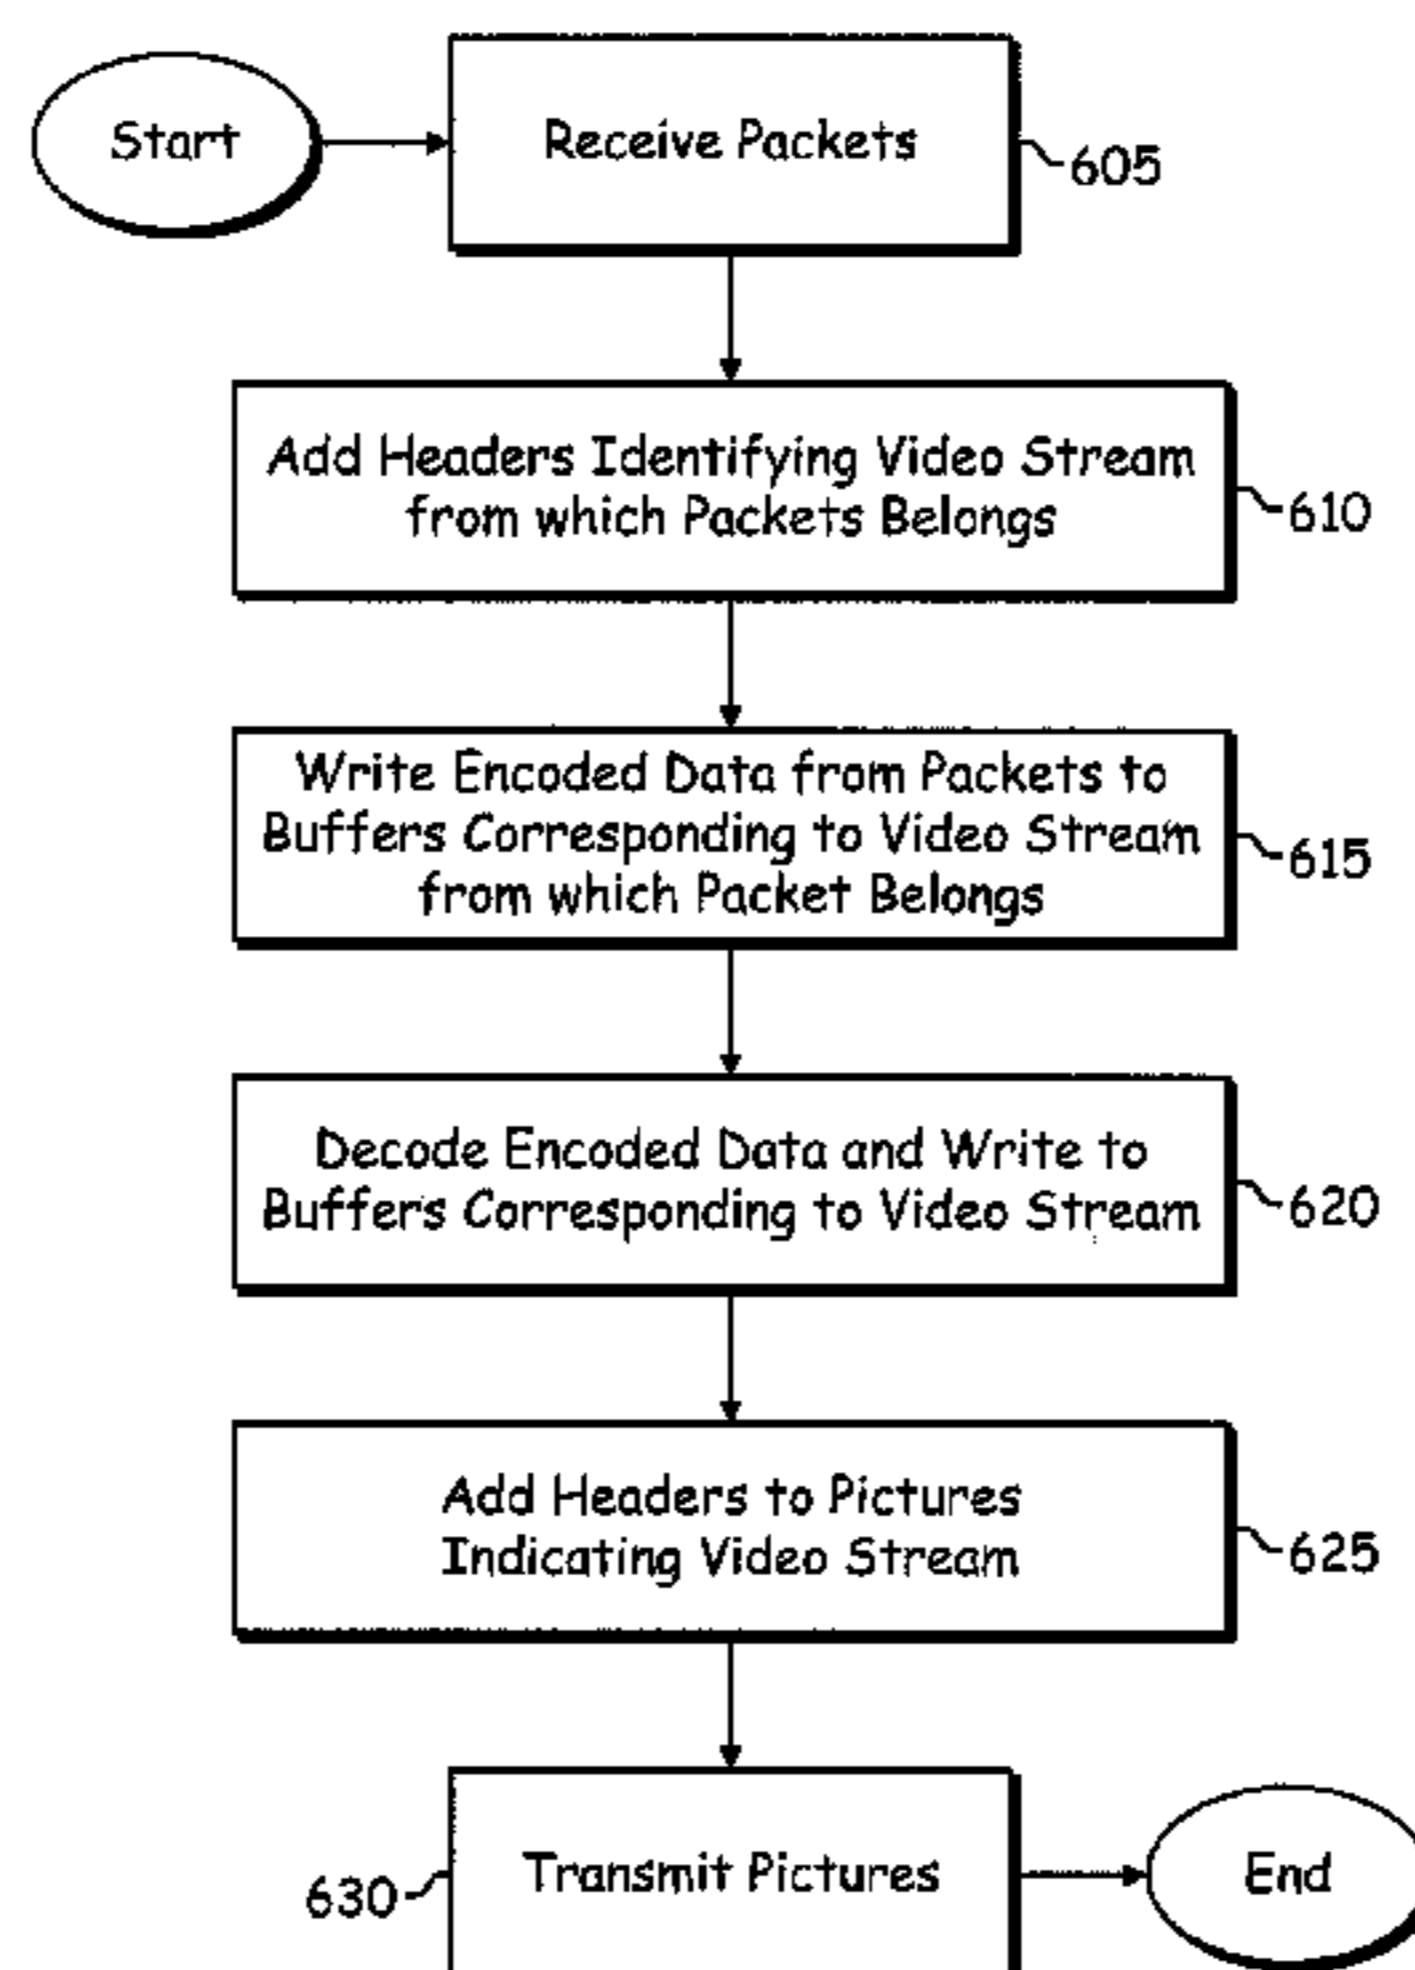 Start
Receive Packets
605
Add Headers Identifying Video Stream
from which Packets Belongs
610
Write Encoded Data from Packets to
Buffers Corresponding to Video Stream
from which Packet Belongs
615
Decode Encoded Data and Write to
Buffers Corresponding to Video Stream
620
Add Headers to Pictures
Indicating Video Stream
625
630
Transmit Pictures
End